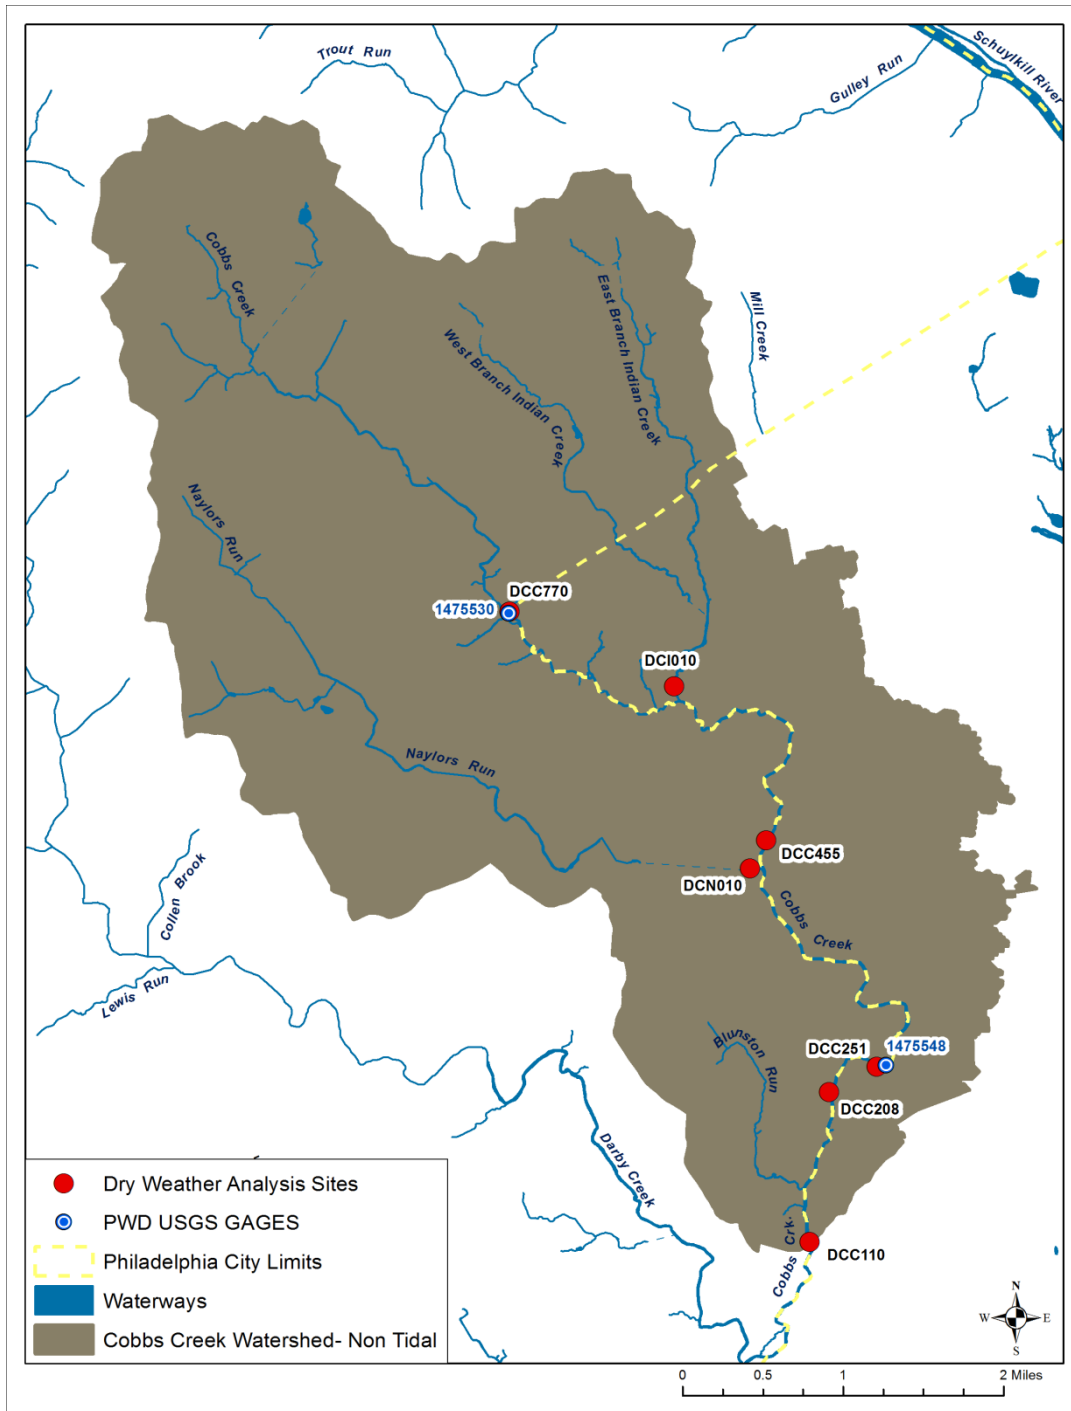 Trout Run
Schuylkill River
Gulley Run
Cobbs Creek
East Branch Indian Creek
Mill Creek
West Branch Indian Creek
Naylors Run
DCC770
1475530
DCI010
Naylors Run
DCC455
DCN010
Collen Brook
Cobbs Creek
Lewis Run
Blunston Run
DCC251
1475548
DCC208
Darby Creek
Cobbs Crk.
DCC110
Dry Weather Analysis Sites
PWD USGS GAGES
Philadelphia City Limits
Waterways
Cobbs Creek Watershed- Non Tidal
N
W E
S
0 0.5 1 2 Miles